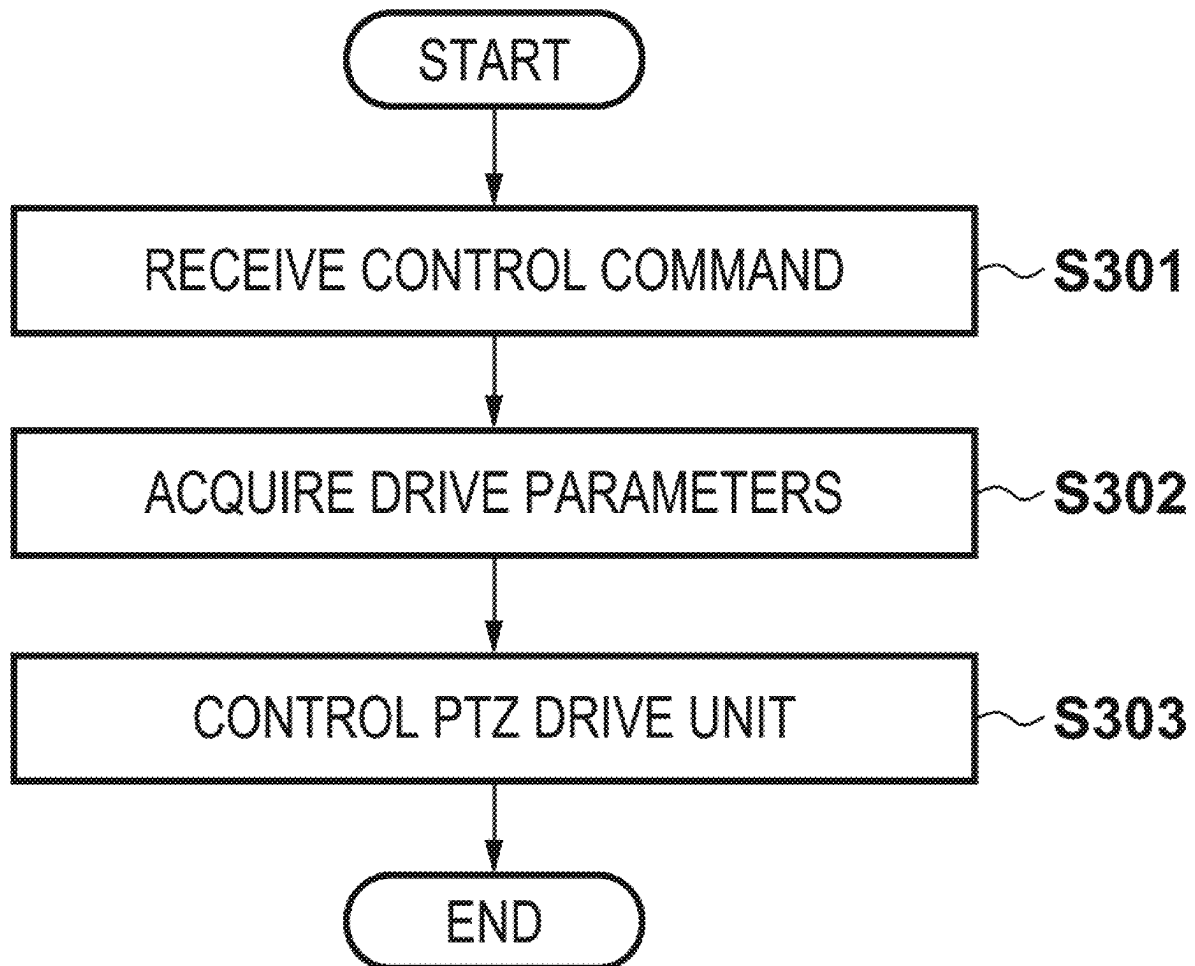 START
RECEIVE CONTROL COMMAND S301
ACQUIRE DRIVE PARAMETERS S302
CONTROL PTZ DRIVE UNIT S303
END